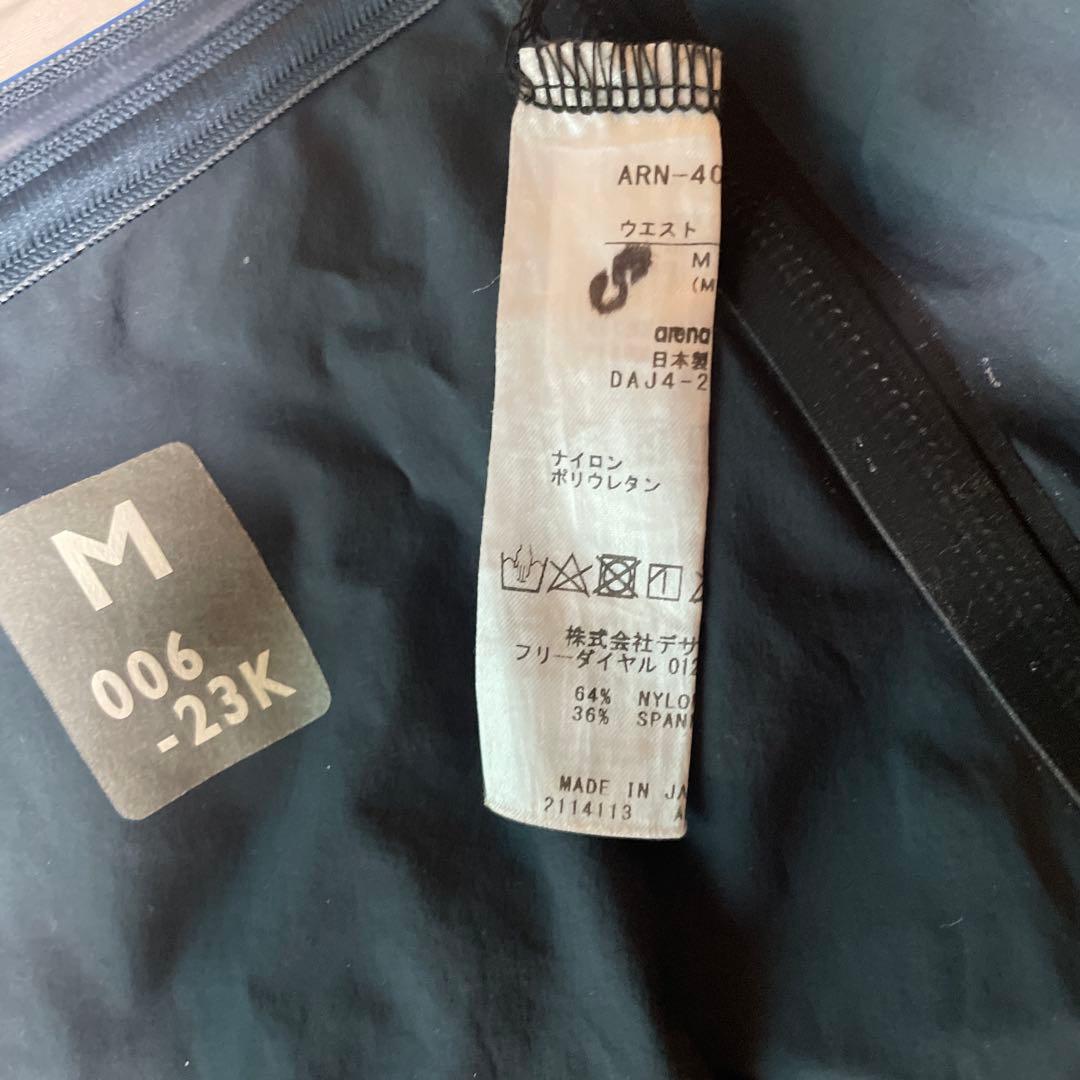 ARN-40
ウエスト
M
(M
arena
日本製
DAJ4-2
ナイロン
ポリウレタン
株式会社デサ
フリーダイヤル 012
64% NYLO
36% SPAN
MADE IN JA
2114113 A
M
006
-23K